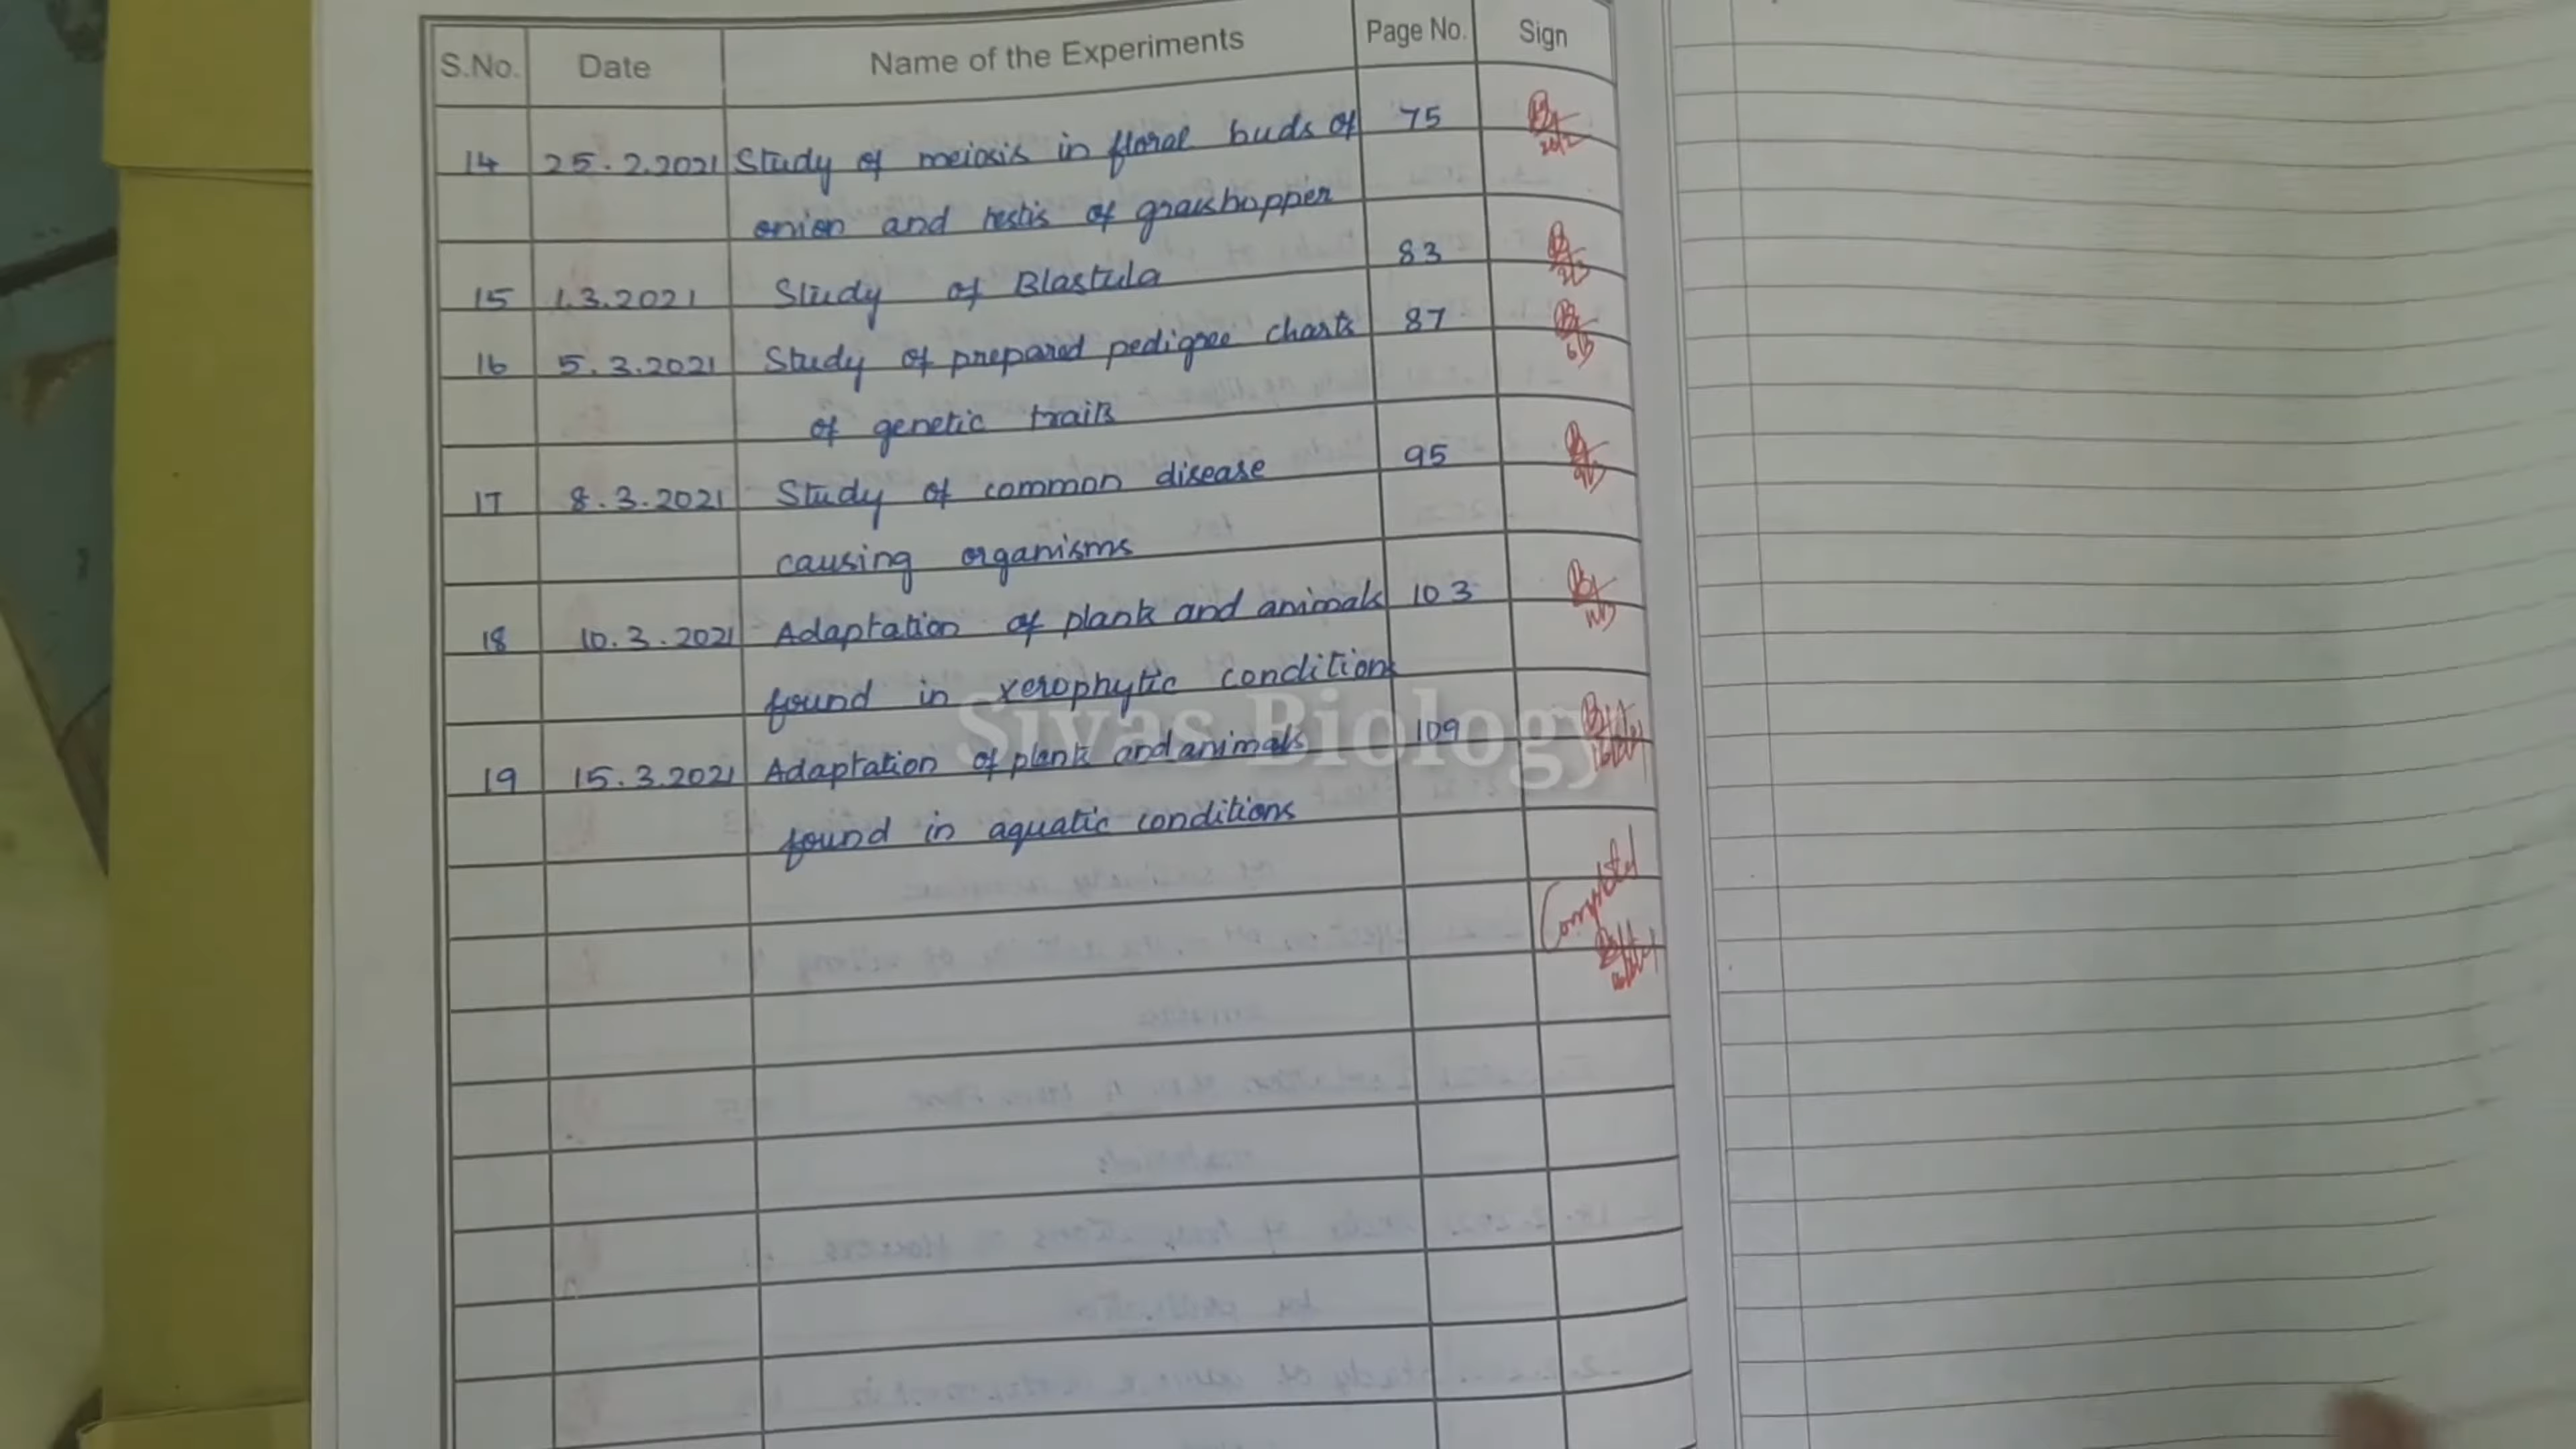 S.No. Date Name of the Experiments Page No. Sign
14 25.2.2021 Study of meiosis in floral buds of 75
onion and testis of grasshopper
15 1.3.2021 Study of Blastula 83
16 5.3.2021 Study of prepared pedigree charts 87
of genetic traits
17 8.3.2021 Study of common disease 95
causing organisms
18 10.3.2021 Adaptation of plants and animals 103
found in xerophytic conditions
Sivas Biology
19 15.3.2021 Adaptation of plants and animals 109
found in aquatic conditions
Completed